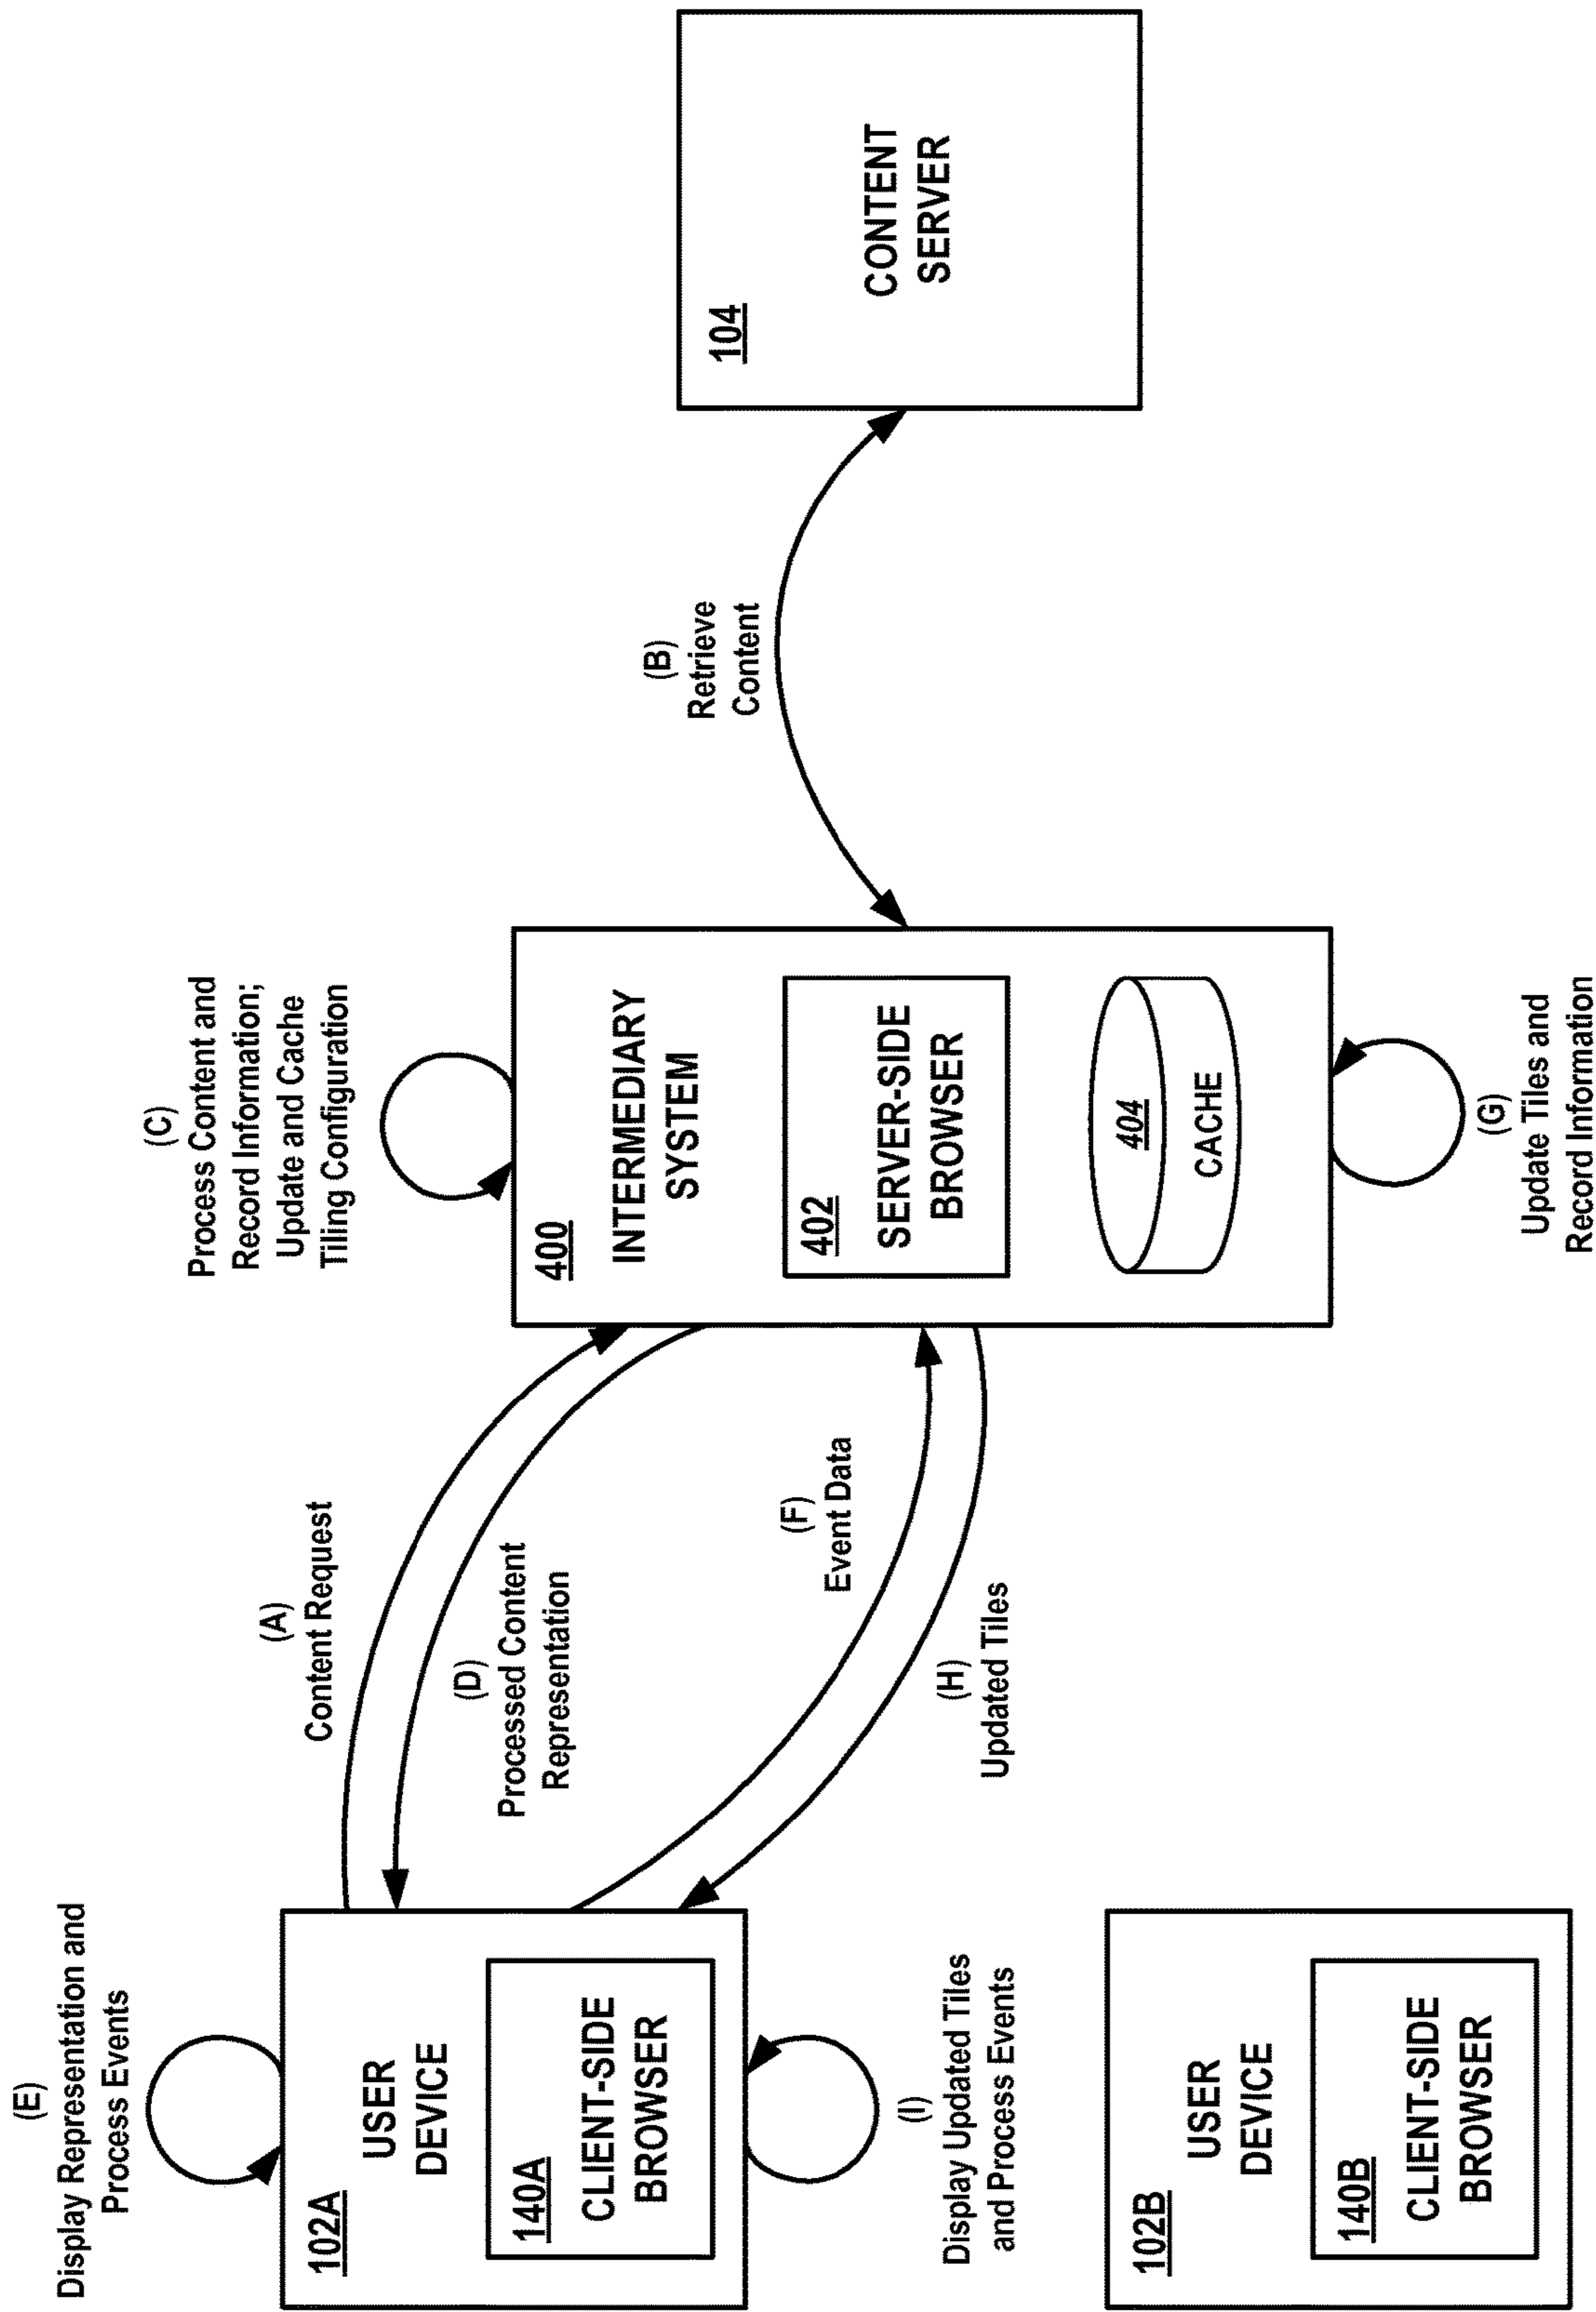 (E)
Display Representation and
Process Events
102A
USER
DEVICE
140A
CLIENT-SIDE
BROWSER
(I)
Display Updated Tiles
and Process Events
102B
USER
DEVICE
140B
CLIENT-SIDE
BROWSER
(A)
Content Request
(D)
Processed Content
Representation
(F)
Event Data
(H)
Updated Tiles
(C)
Process Content and
Record Information;
Update and Cache
Tiling Configuration
400
INTERMEDIARY
SYSTEM
402
SERVER-SIDE
BROWSER
404
CACHE
(G)
Update Tiles and
Record Information
(B)
Retrieve
Content
104
CONTENT
SERVER